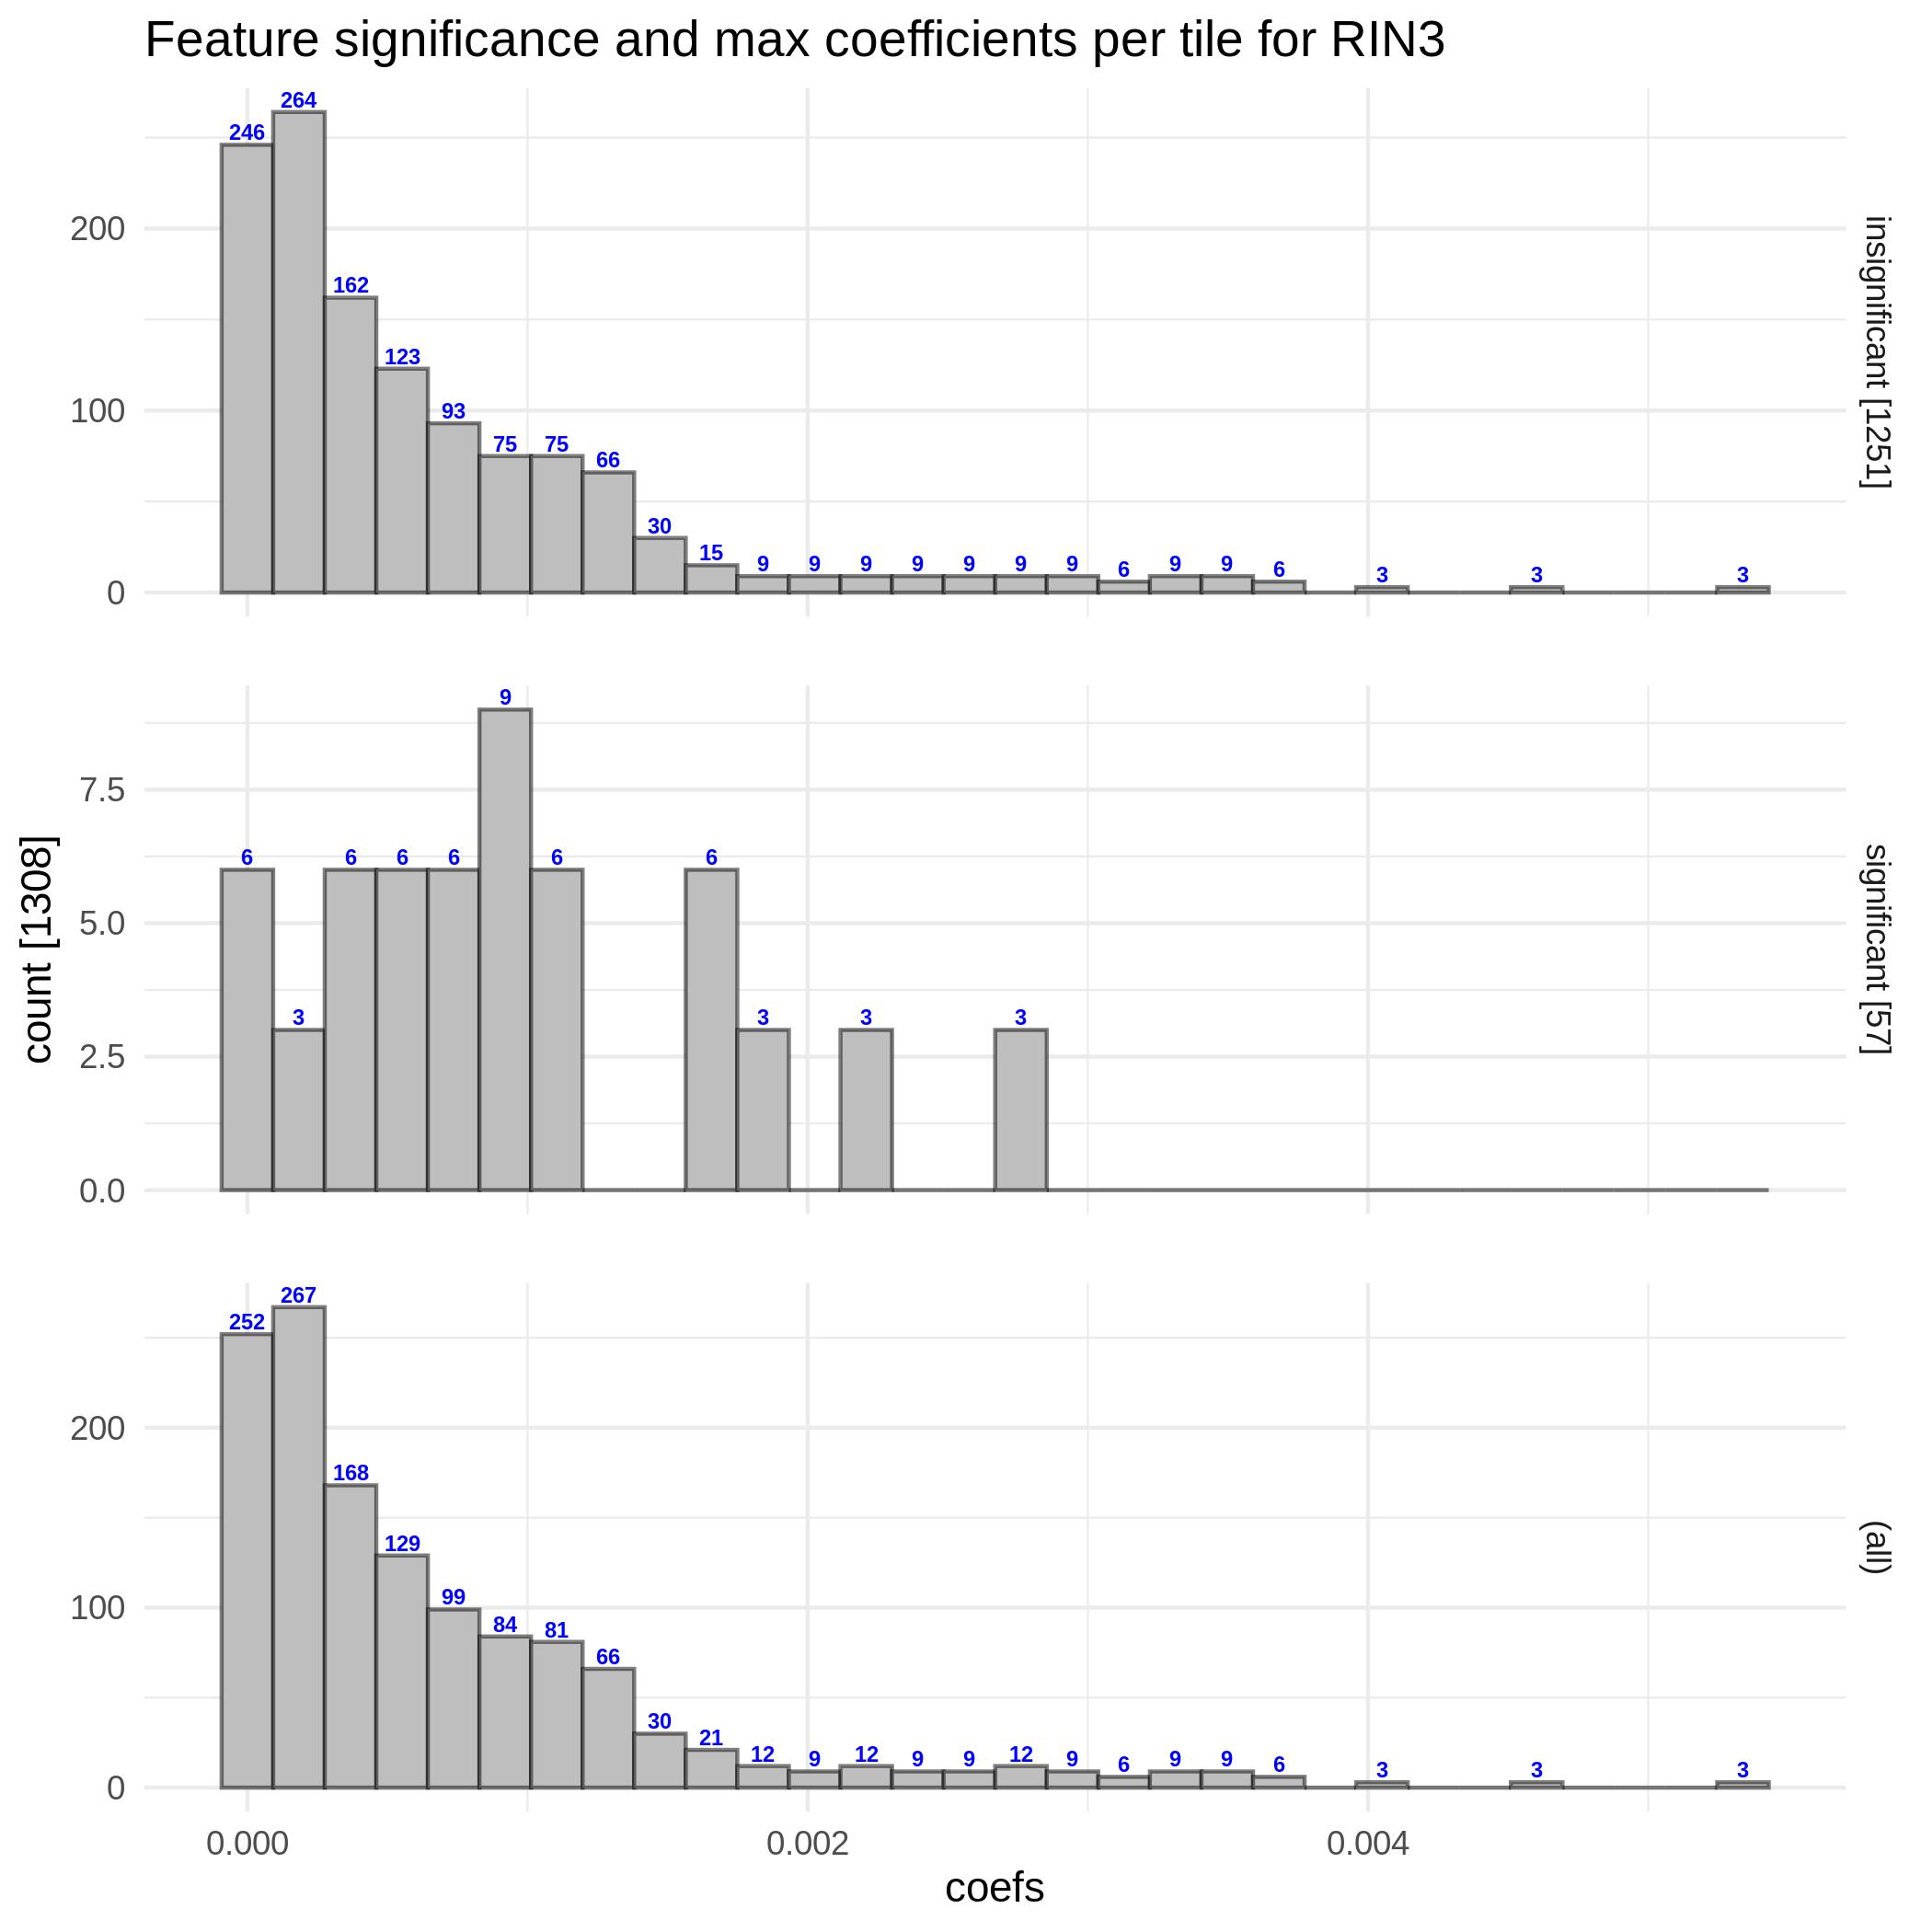 Feature significance and max coefficients per tile for RIN3
246 264 162 123 93 75 75 66 30 15 9 9 9 9 9 9 9 6 9 9 6 3 3 3
200
100
0
insignificant [1251]
6 3 6 6 6 9 6 6 3 3 3
7.5
5.0
2.5
0.0
significant [57]
count [1308]
252 267 168 129 99 84 81 66 30 21 12 9 12 9 9 12 9 6 9 9 6 3 3 3
200
100
0
(all)
0.000 0.002 0.004
coefs